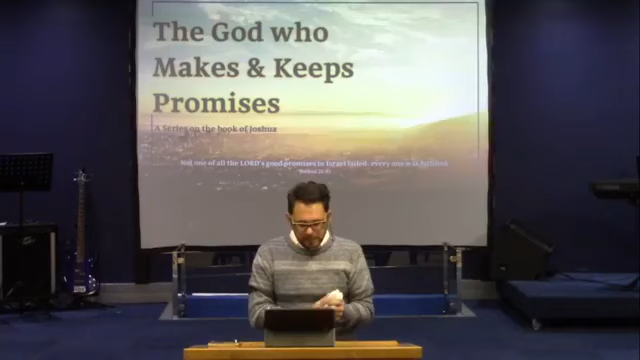 The God who
Makes & Keeps
Promises
A Series on the book of Joshua
Not one of all the LORD's good promises to Israel failed; every one was fulfilled